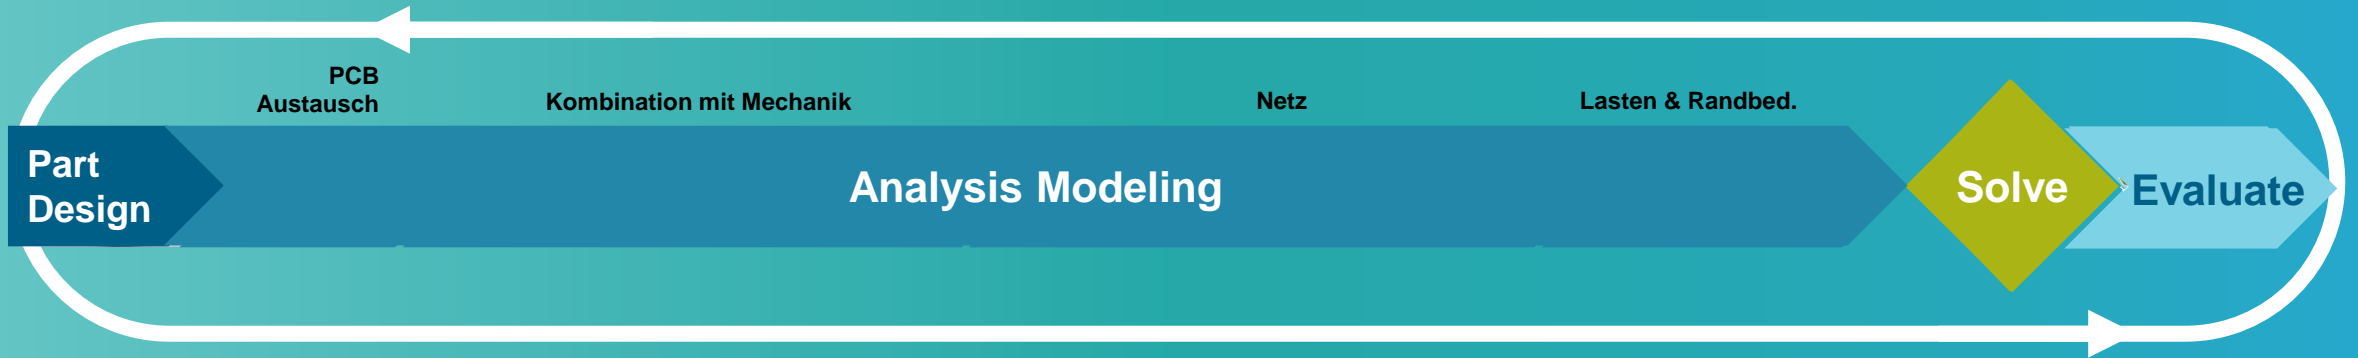 PCB
Austausch
Kombination mit Mechanik
Netz
Lasten & Randbed.
Part
Design
Analysis Modeling
Solve
Evaluate